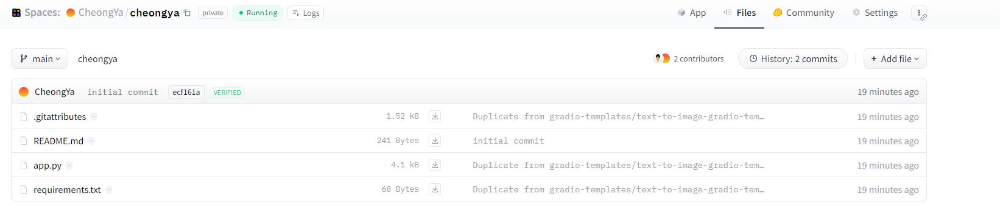 Spaces: CheongYa/cheongya private Running Logs App Files Community Settings
main cheongya 2 contributors History: 2 commits + Add file
CheongYa initial commit ecf161a VERIFIED 19 minutes ago
.gitattributes 1.52 kB Duplicate from gradio-templates/text-to-image-gradio-tem… 19 minutes ago
README.md 241 Bytes initial commit 19 minutes ago
app.py 4.1 kB Duplicate from gradio-templates/text-to-image-gradio-tem… 19 minutes ago
requirements.txt 68 Bytes Duplicate from gradio-templates/text-to-image-gradio-tem… 19 minutes ago